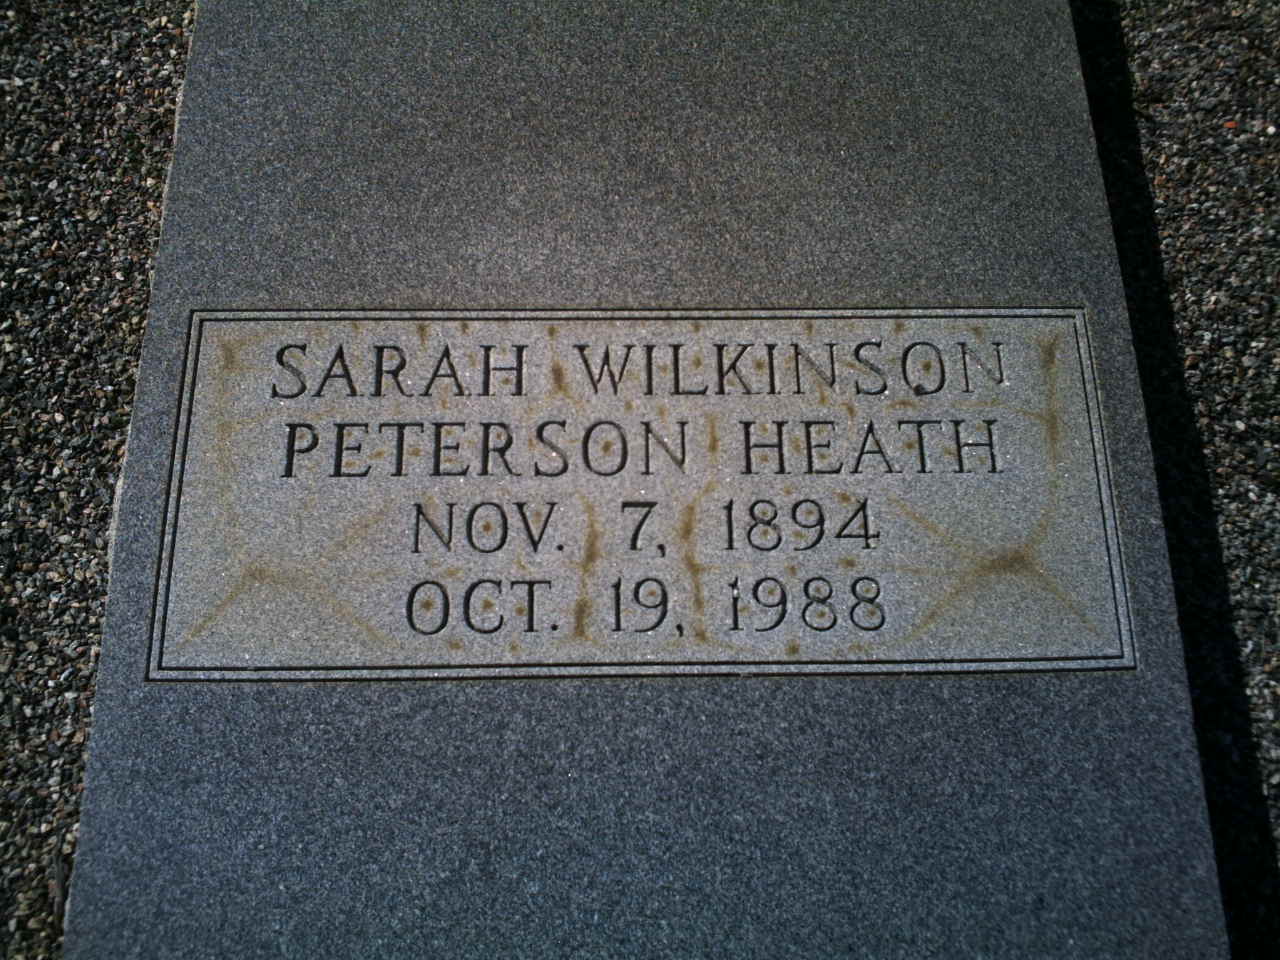 SARAH WILKINSON
PETERSON HEATH
NOV. 7, 1894
OCT. 19, 1988